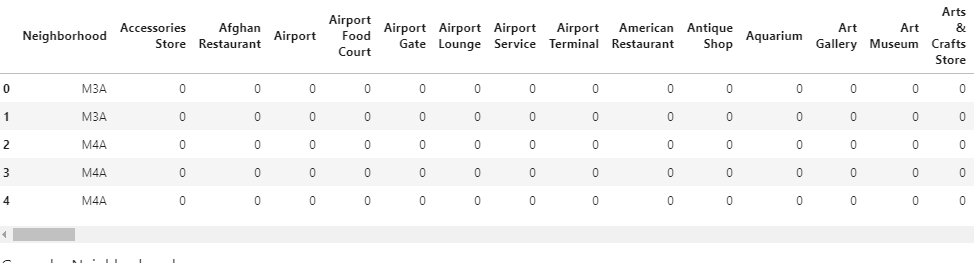 Neighborhood Accessories Store Afghan Restaurant Airport Airport Food Court Airport Gate Airport Lounge Airport Service Airport Terminal American Restaurant Antique Shop Aquarium Art Gallery Art Museum Arts & Crafts Store
0 M3A 0 0 0 0 0 0 0 0 0 0 0 0 0 0
1 M3A 0 0 0 0 0 0 0 0 0 0 0 0 0 0
2 M4A 0 0 0 0 0 0 0 0 0 0 0 0 0 0
3 M4A 0 0 0 0 0 0 0 0 0 0 0 0 0 0
4 M4A 0 0 0 0 0 0 0 0 0 0 0 0 0 0